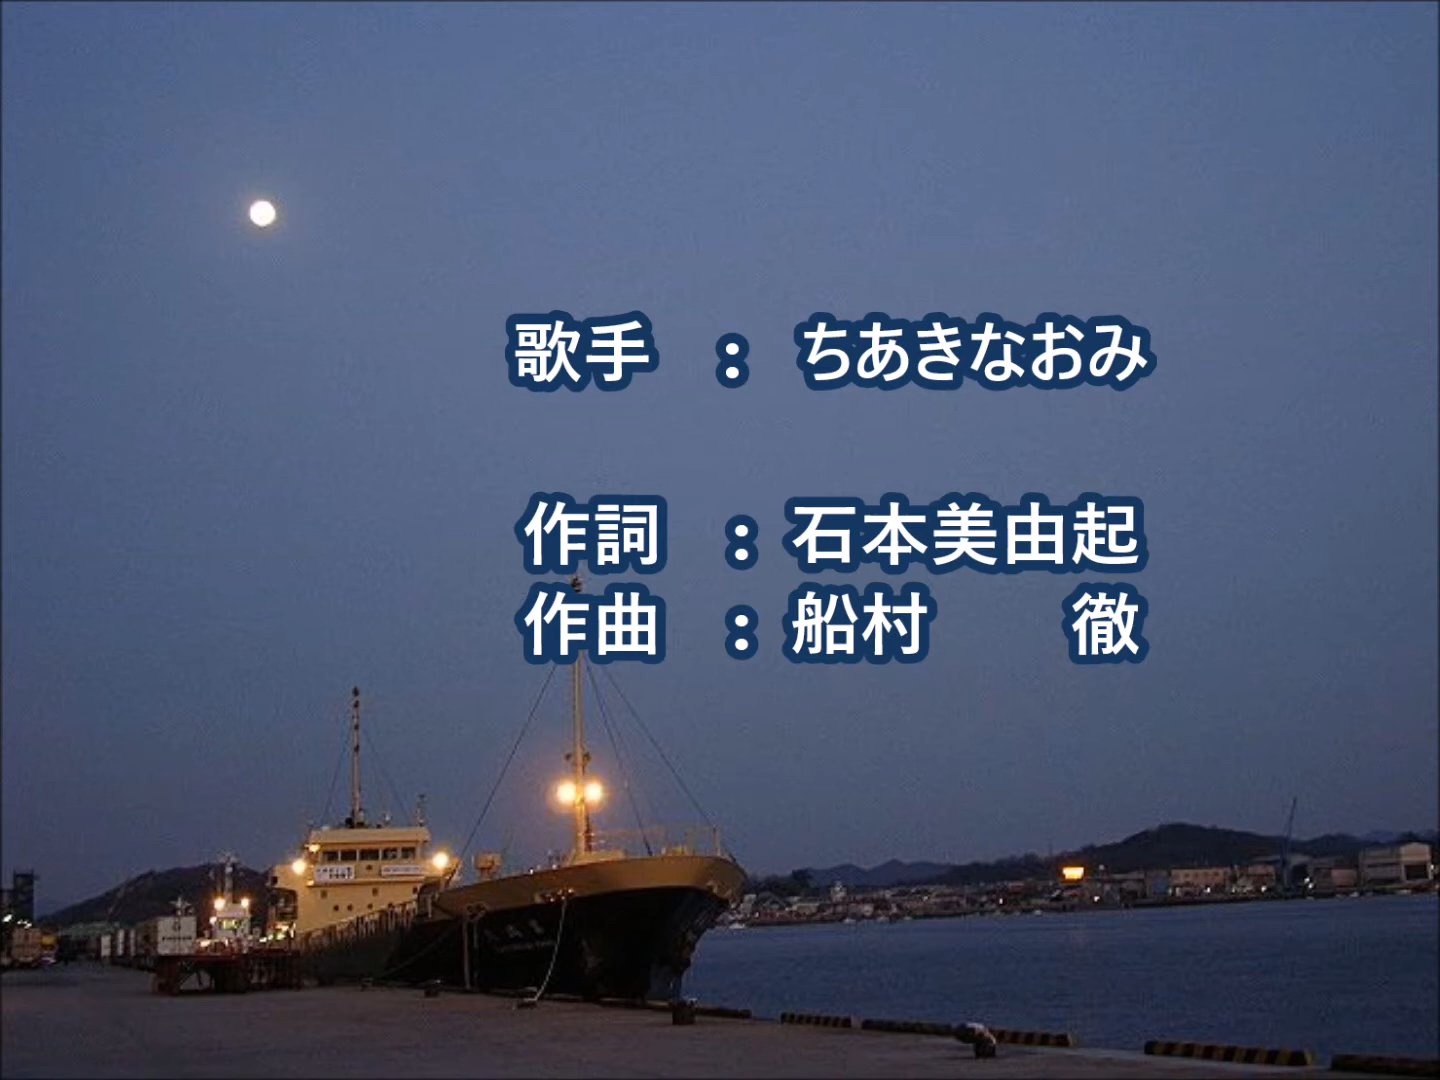 歌手　：ちあきなおみ
作詞　：石本美由起
作曲　：船村　　徹